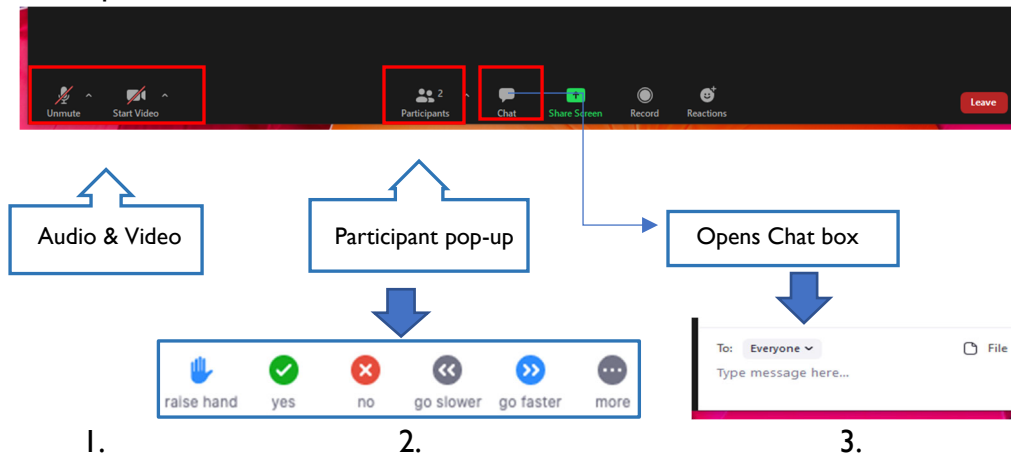 2
Unmute Start Video Participants Chat Share Screen Record Reactions Leave
Audio & Video Participant pop-up Opens Chat box
To: Everyone File
Type message here...
raise hand yes no go slower go faster more
1. 2. 3.